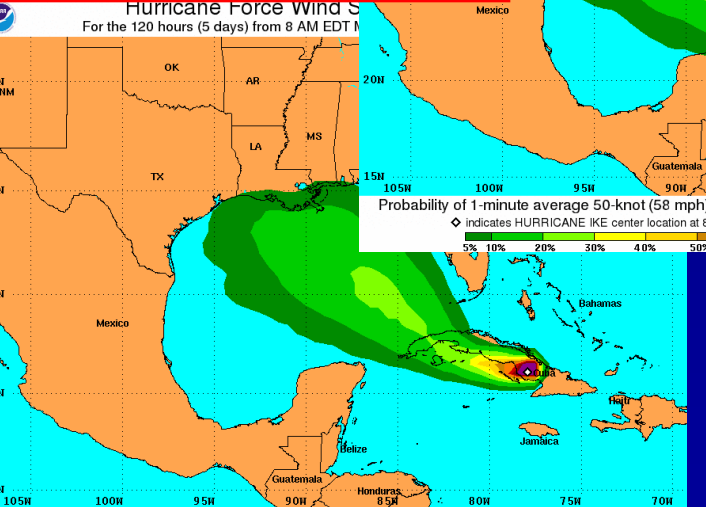 Hurricane Force Wind S
For the 120 hours (5 days) from 8 AM EDT M
Mexico
20N
15N
105W 100W 95W 90W
Guatemala
Probability of 1-minute average 50-knot (58 mph)
indicates HURRICANE IKE center location at 8
5% 10% 20% 30% 40% 50%
OK
AR
NM
MS
LA
TX
Bahamas
Mexico
Cuba
Haiti
Jamaica
Belize
Guatemala
Honduras
105W 100W 95W 90W 85W 80W 75W 70W